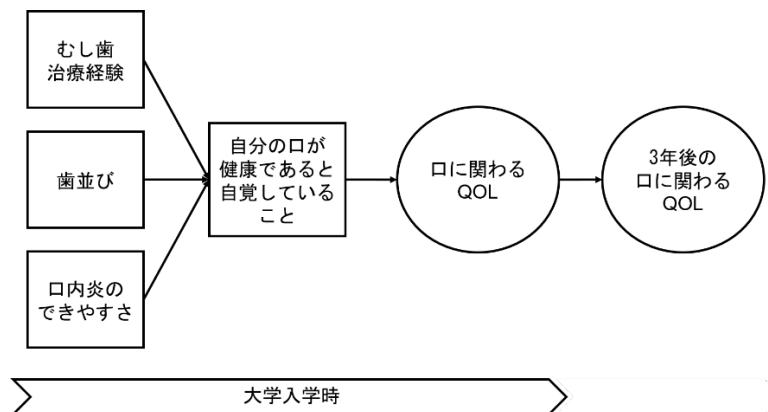 むし歯
治療経験
歯並び
口内炎の
できやすさ
自分の口が
健康であると
自覚している
こと
口に関わる
QOL
3年後の
口に関わる
QOL
大学入学時